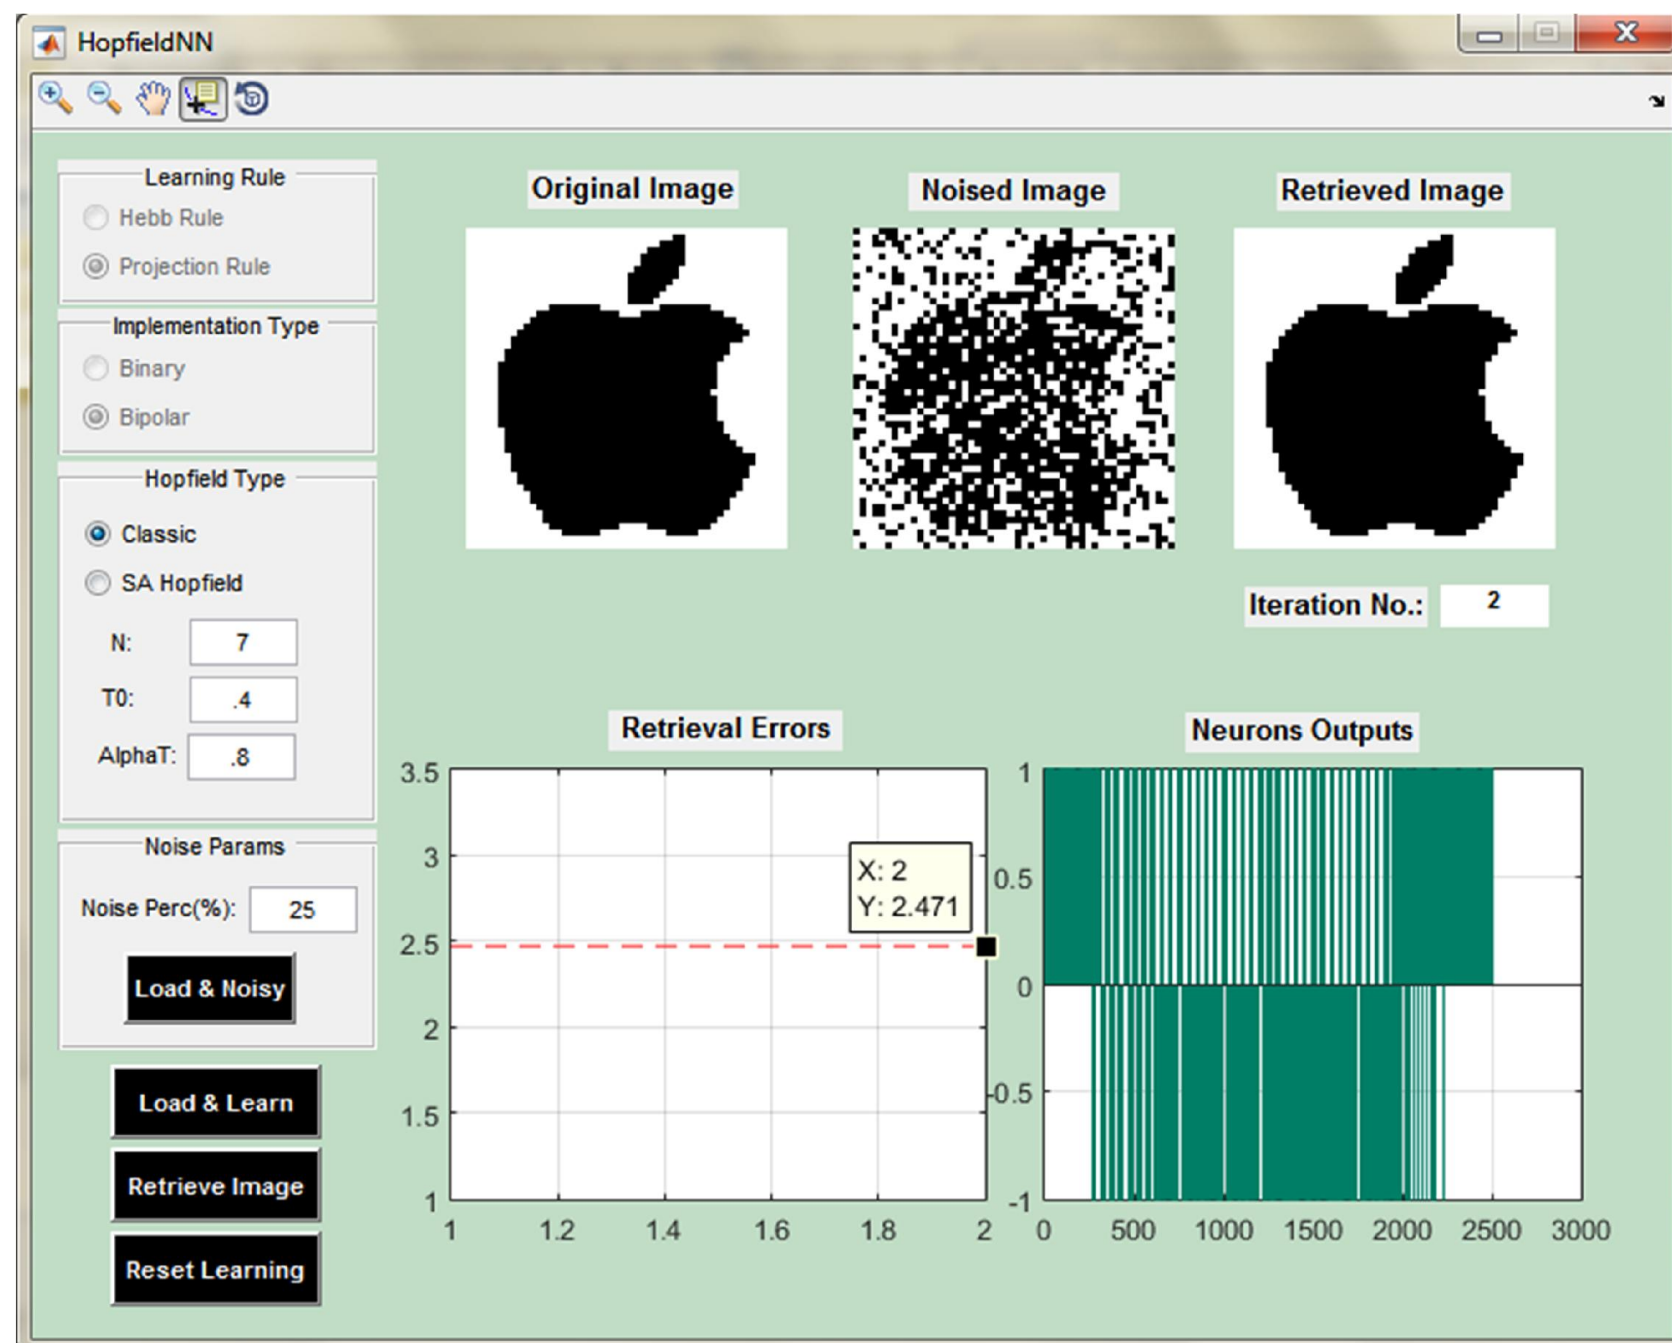 HopfieldNN
Learning Rule
Hebb Rule
Projection Rule
Implementation Type
Binary
Bipolar
Hopfield Type
Classic
SA Hopfield
N: 7
T0: .4
AlphaT: .8
Noise Params
Noise Perc(%): 25
Load & Noisy
Load & Learn
Retrieve Image
Reset Learning
Original Image
Noised Image
Retrieved Image
Iteration No.: 2
Retrieval Errors
3.5
3
2.5
2
1.5
1
X: 2
Y: 2.471
1 1.2 1.4 1.6 1.8 2
Neurons Outputs
1
0.5
0
-0.5
-1
0 500 1000 1500 2000 2500 3000